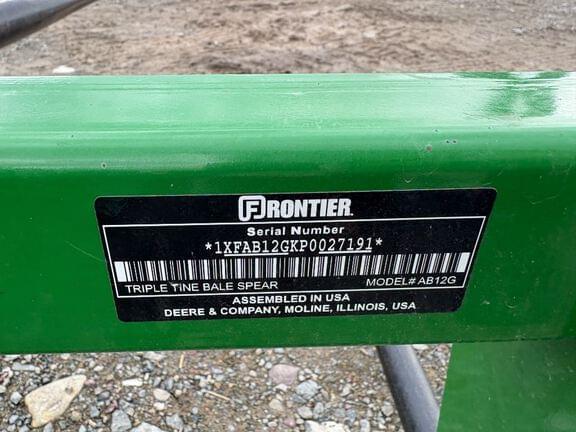 FRONTIER
Serial Number
*1XFAB12GKP0027191*
TRIPLE TINE BALE SPEAR MODEL# AB12G
ASSEMBLED IN USA
DEERE & COMPANY, MOLINE, ILLINOIS, USA